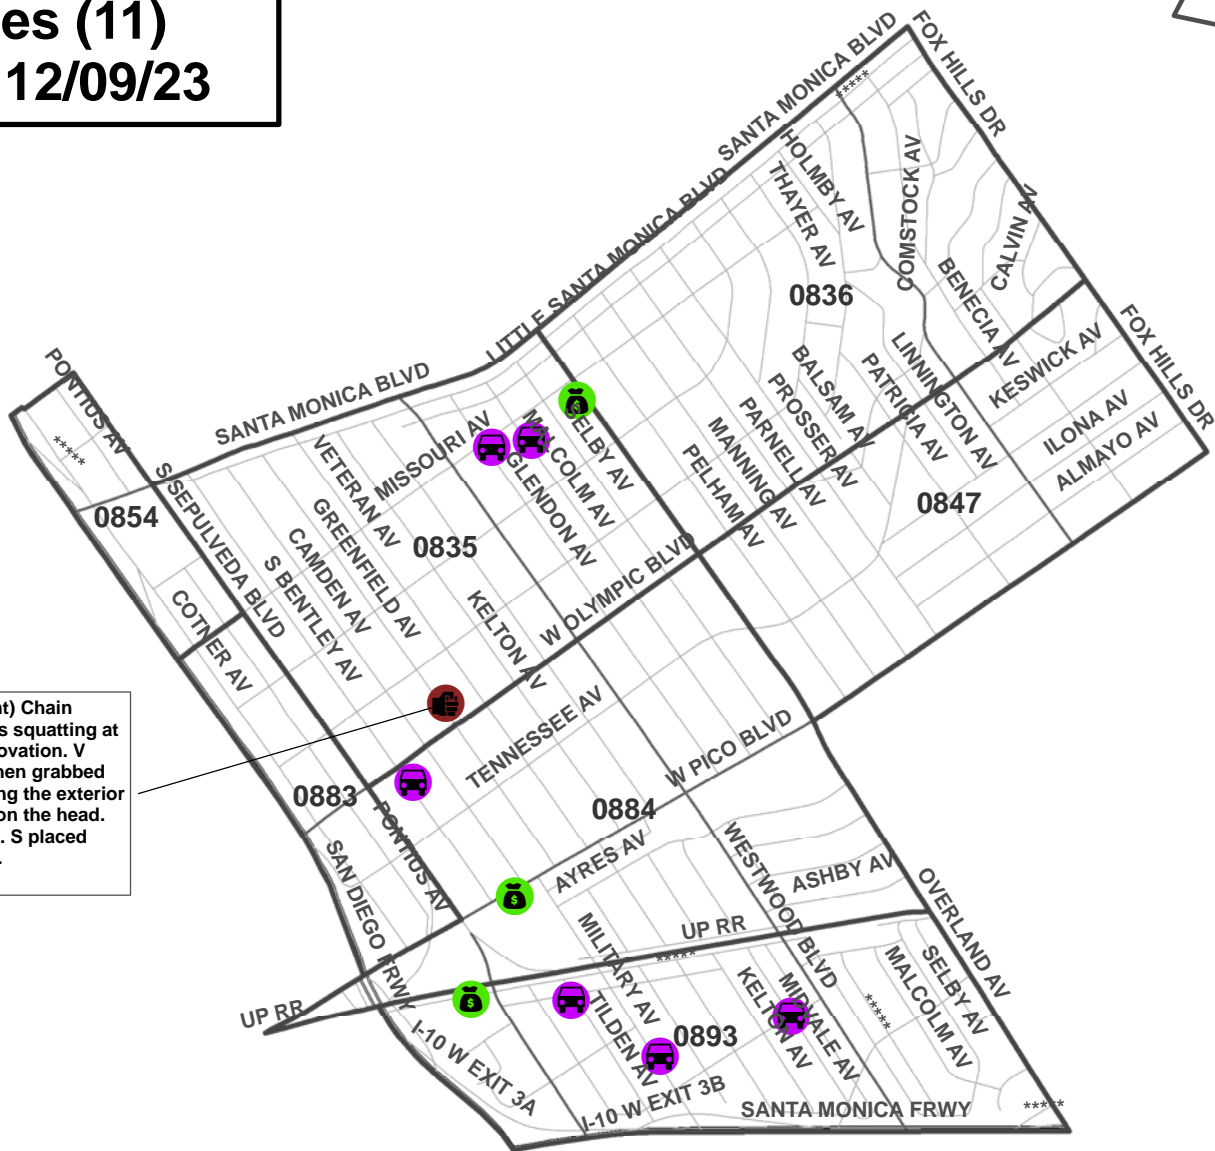 es (11)
12/09/23
SANTA MONICA BLVD
FOX HILLS DR
*****
HOLMBY AV
THAYER AV
COMSTOCK AV
CALVIN AV
LITTLE SANTA MONICA BLVD
0836
BENECIA AV
FOX HILLS DR
PONTIUS AV
SANTA MONICA BLVD
LINNINGTON AV
KESWICK AV
BALSAM AV
PATRICIA AV
PROSSER AV
PARNELL AV
MANNING AV
PELHAM AV
ILONA AV
ALMAYO AV
*****
MISSOURI AV
MALCOLM AV
SELBY AV
$
VETERAN AV
GLENDON AV
S SEPULVEDA BLVD
0854
GREENFIELD AV
CAMDEN AV
S BENTLEY AV
0835
0847
W OLYMPIC BLVD
KELTON AV
COTNER AV
TENNESSEE AV
W PICO BLVD
nt) Chain
s squatting at
ovation. V
hen grabbed
ng the exterior
on the head.
. S placed
.
0883
PONTIUS AV
0884
AYRES AV
WESTWOOD BLVD
ASHBY AV
SAN DIEGO FRWY
$
OVERLAND AV
UP RR
*****
MILITARY AV
UP RR
$
TILDEN AV
KELTON AV
MIDVALE AV
*****
MALCOLM AV
SELBY AV
0893
I-10 W EXIT 3A
I-10 W EXIT 3B
SANTA MONICA FRWY
*****